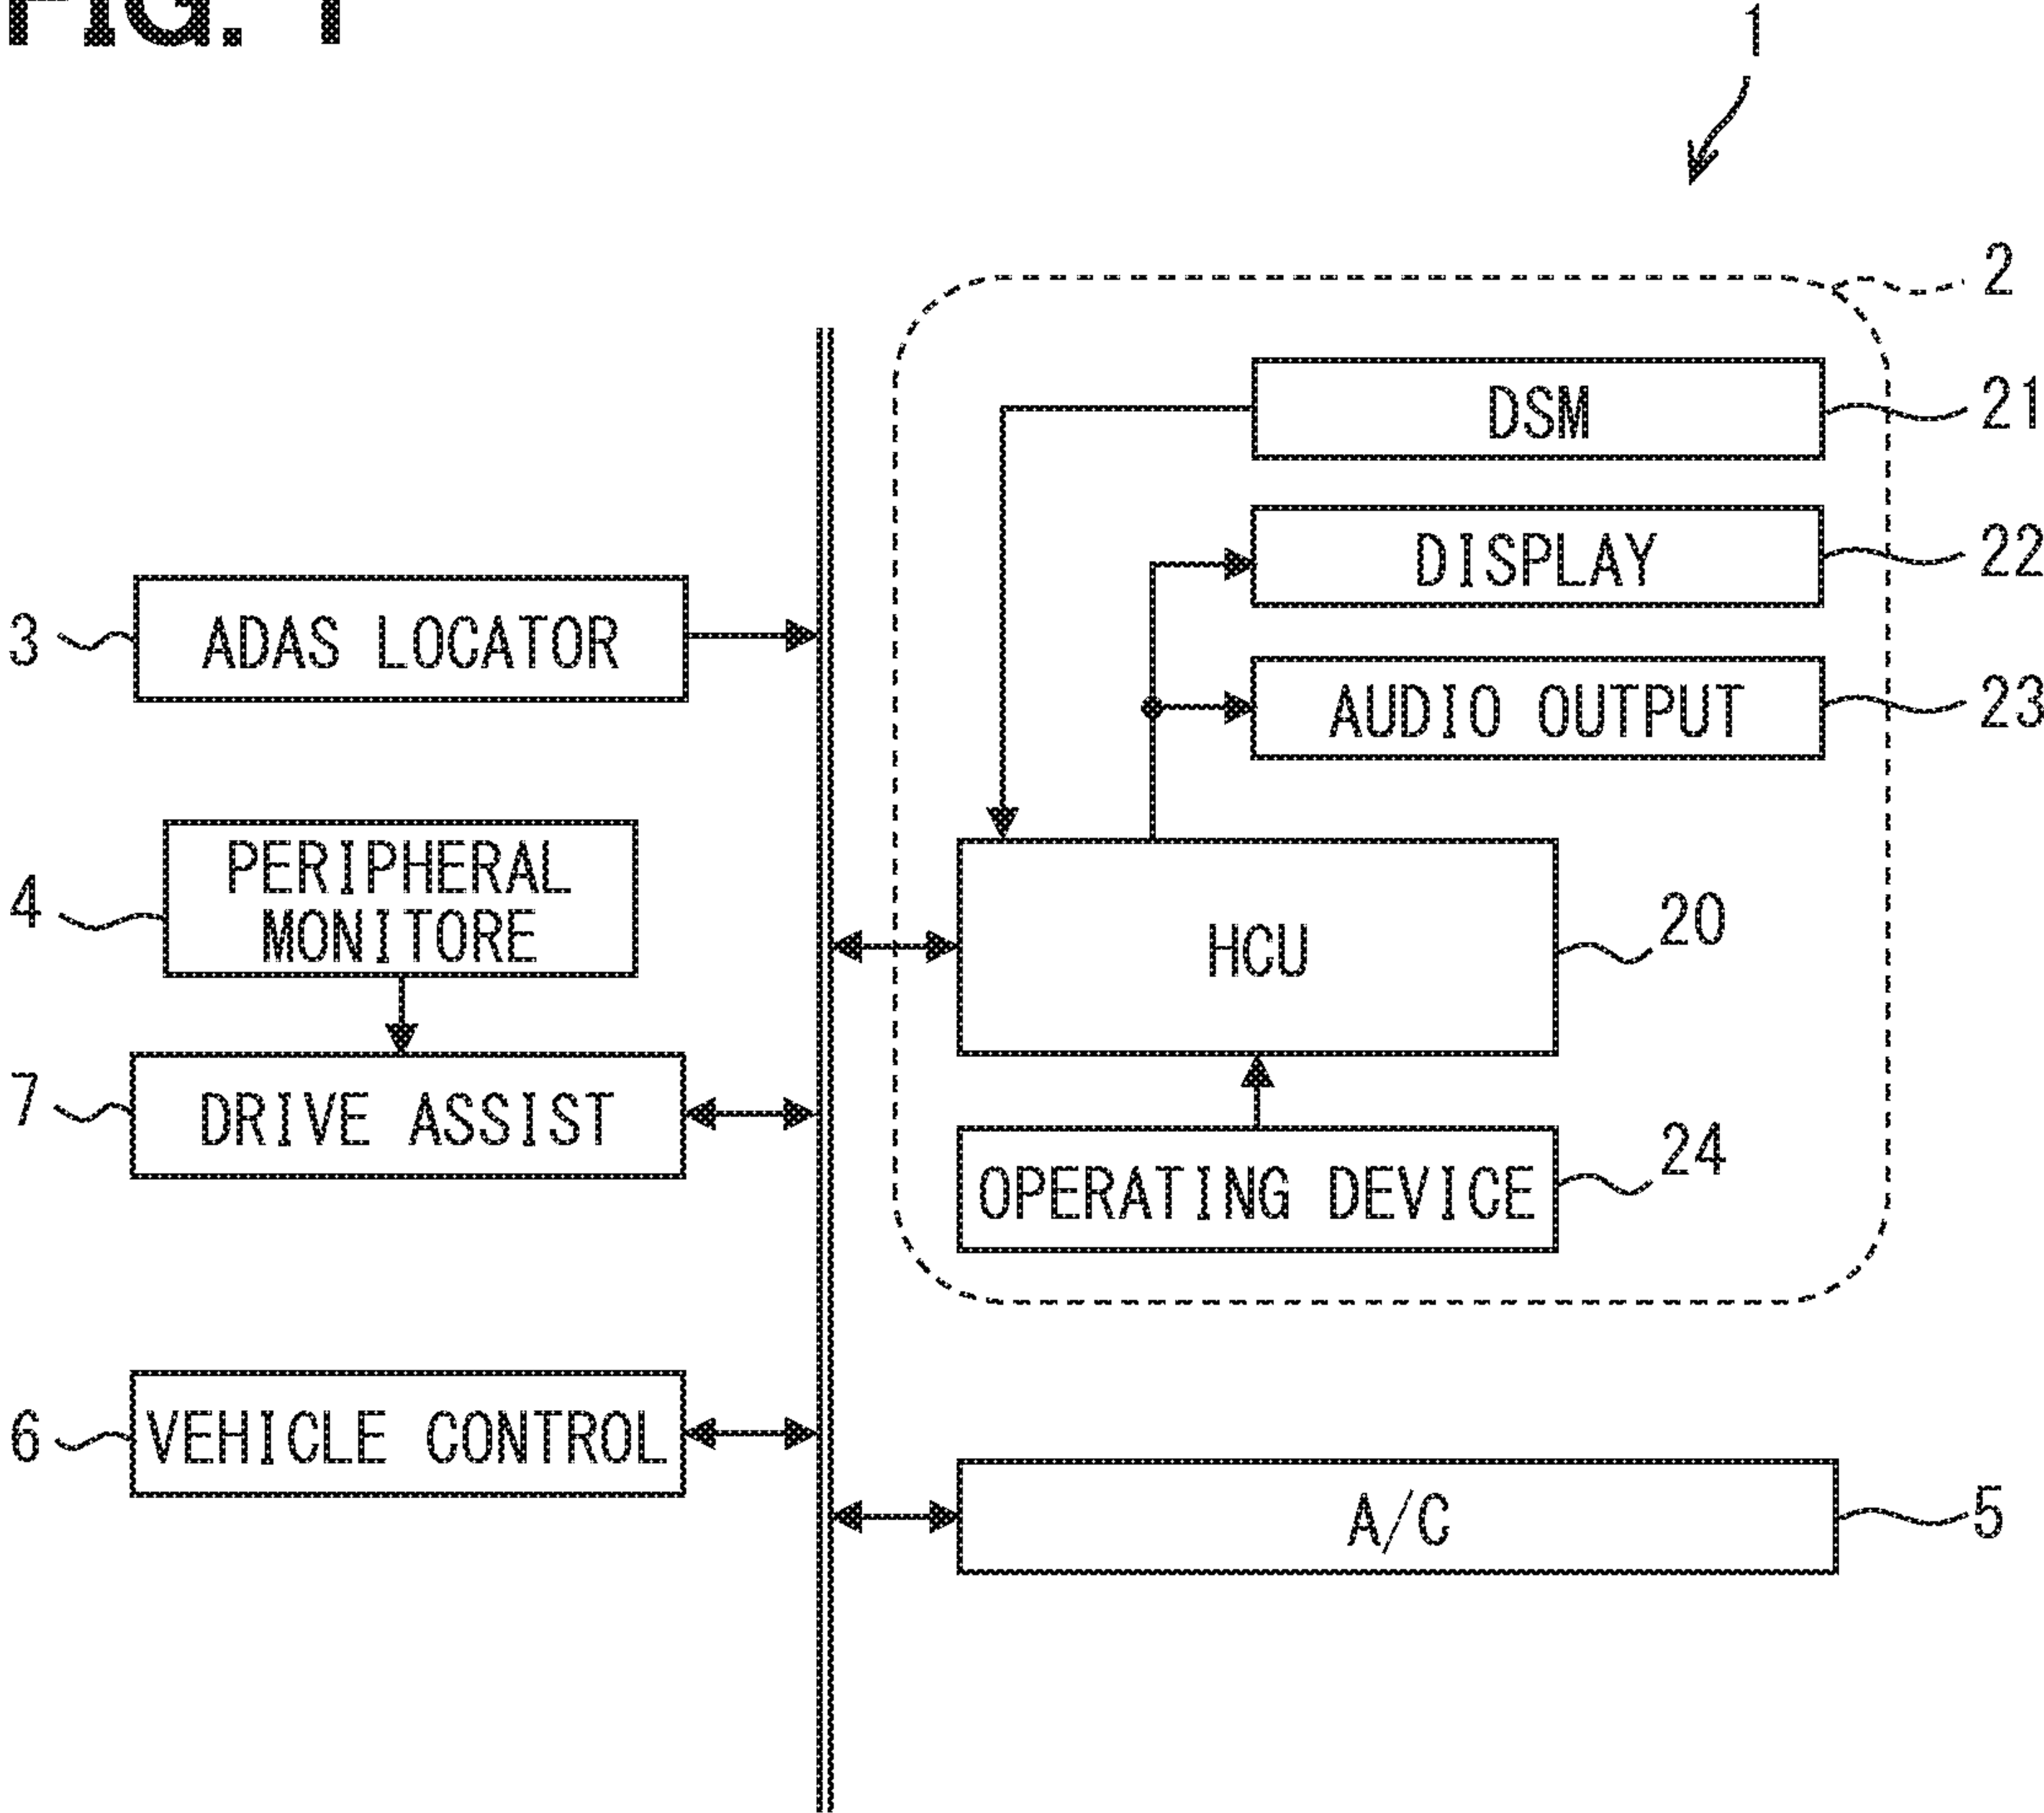 FIG. 1
1
2
DSM
21
DISPLAY
22
3
ADAS LOCATOR
AUDIO OUTPUT
23
4
PERIPHERAL
MONITORE
HCU
20
7
DRIVE ASSIST
OPERATING DEVICE
24
6
VEHICLE CONTROL
A/C
5